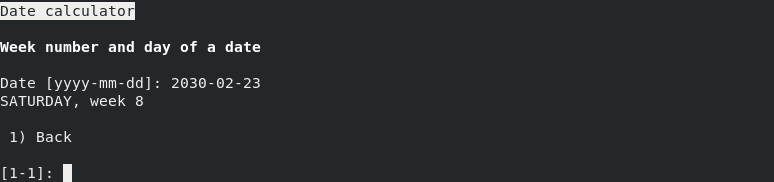 Date calculator
Week number and day of a date
Date [yyyy-mm-dd]: 2030-02-23
SATURDAY, week 8
1) Back
[1-1]: